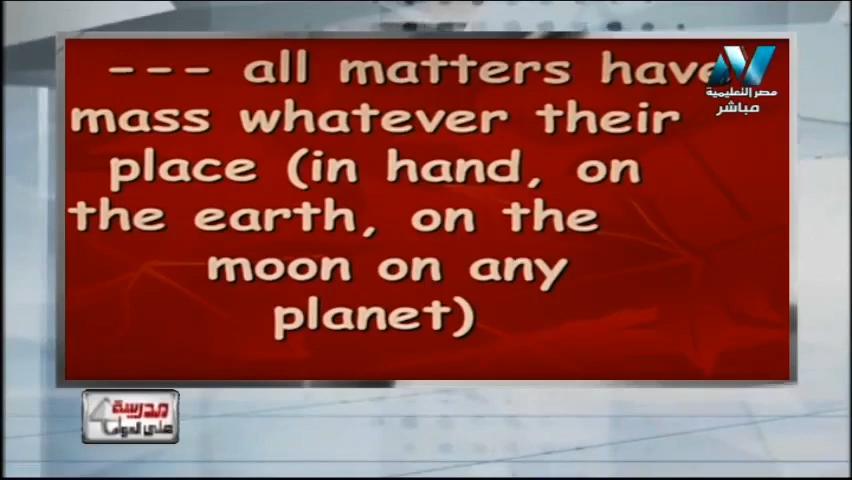 --- all matters have
mass whatever their
place (in hand, on
the earth, on the
moon on any
planet)
مصر التعليمية
مباشر
مدرسة
على الهواء